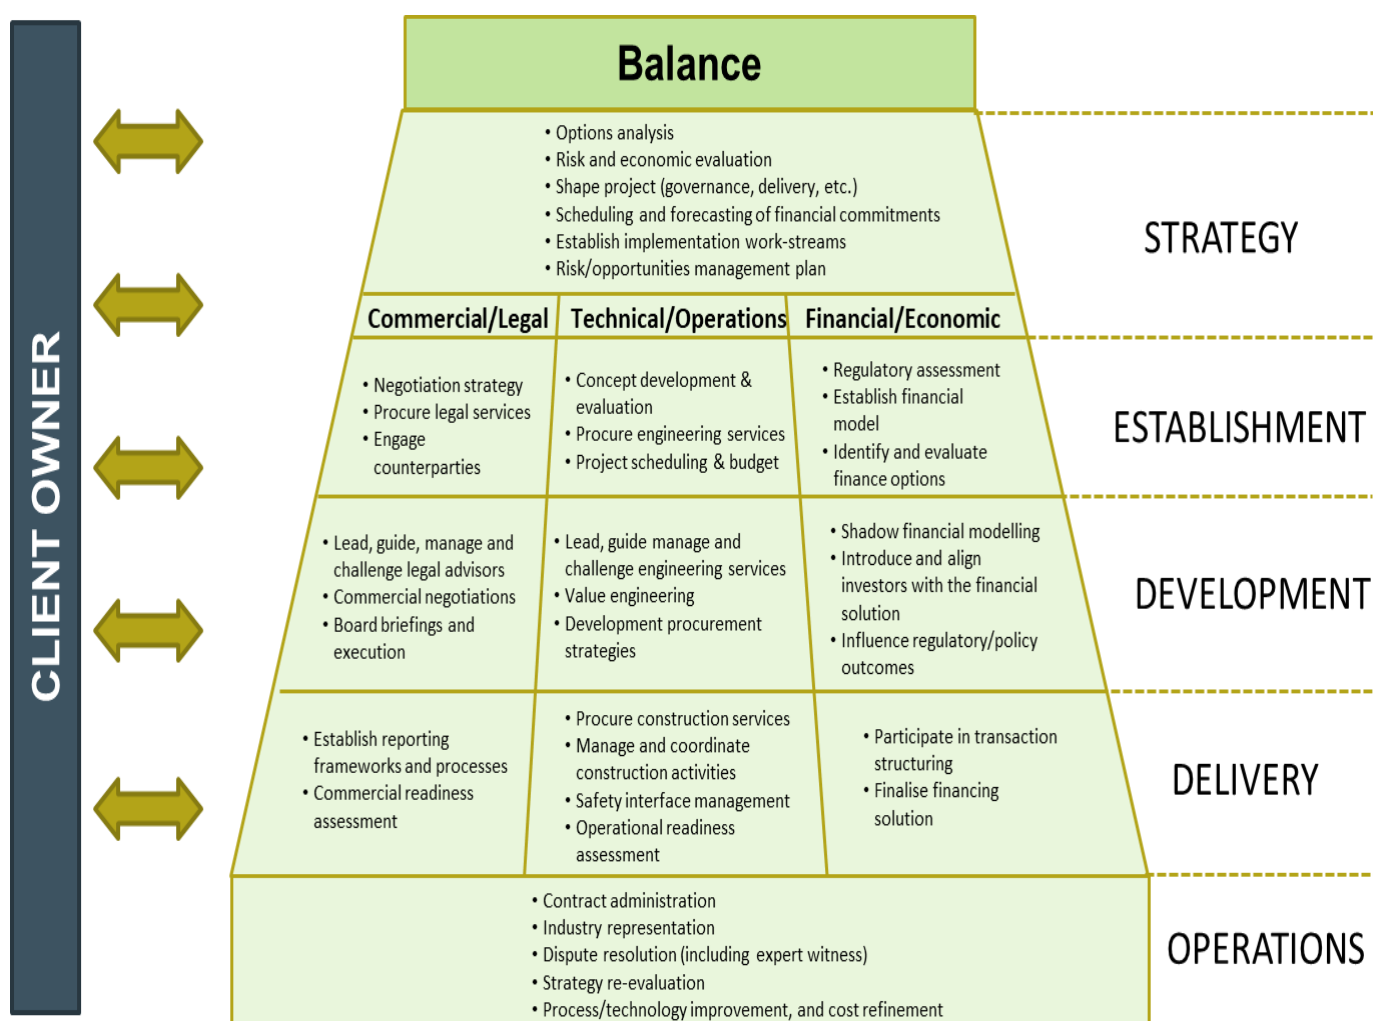 Balance
• Options analysis
• Risk and economic evaluation
• Shape project (governance, delivery, etc.)
• Scheduling and forecasting of financial commitments
• Establish implementation work-streams
• Risk/opportunities management plan
STRATEGY
Commercial/Legal
Technical/Operations
Financial/Economic
• Negotiation strategy
• Procure legal services
• Engage
counterparties
• Concept development &
evaluation
• Procure engineering services
• Project scheduling & budget
• Regulatory assessment
• Establish financial
model
• Identify and evaluate
finance options
ESTABLISHMENT
• Lead, guide, manage and
challenge legal advisors
• Commercial negotiations
• Board briefings and
execution
• Lead, guide manage and
challenge engineering services
• Value engineering
• Development procurement
strategies
• Shadow financial modelling
• Introduce and align
investors with the financial
solution
• Influence regulatory/policy
outcomes
DEVELOPMENT
• Establish reporting
frameworks and processes
• Commercial readiness
assessment
• Procure construction services
• Manage and coordinate
construction activities
• Safety interface management
• Operational readiness
assessment
• Participate in transaction
structuring
• Finalise financing
solution
DELIVERY
• Contract administration
• Industry representation
• Dispute resolution (including expert witness)
• Strategy re-evaluation
• Process/technology improvement, and cost refinement
OPERATIONS
CLIENT OWNER